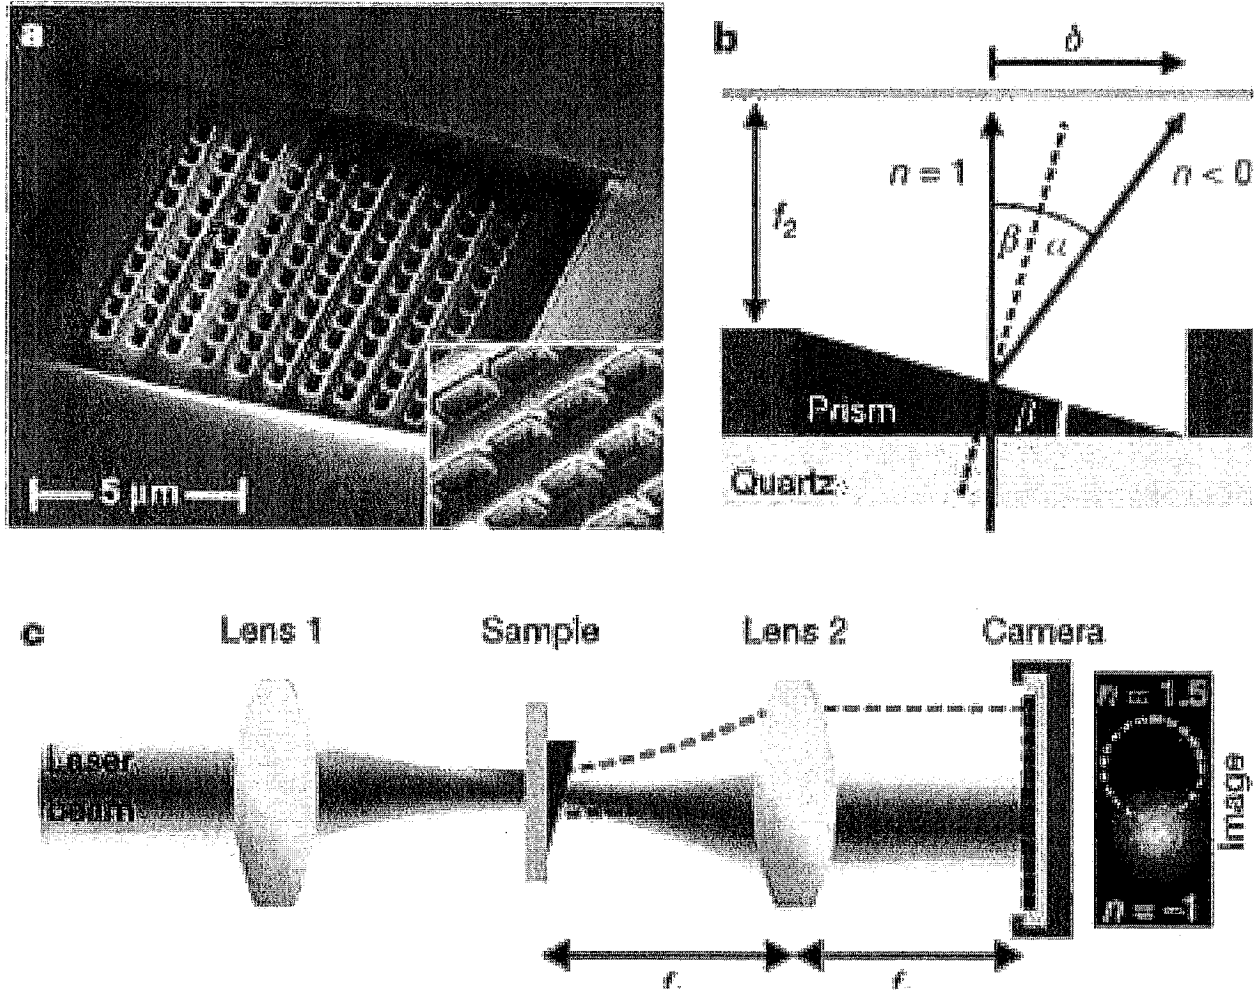 a
5 µm
b
δ
n = 1
n < 0
f2
β
α
Prism
β
Quartz
c
Lens 1
Sample
Lens 2
Camera
Laser
beam
n = 1.5
Image
n = -1